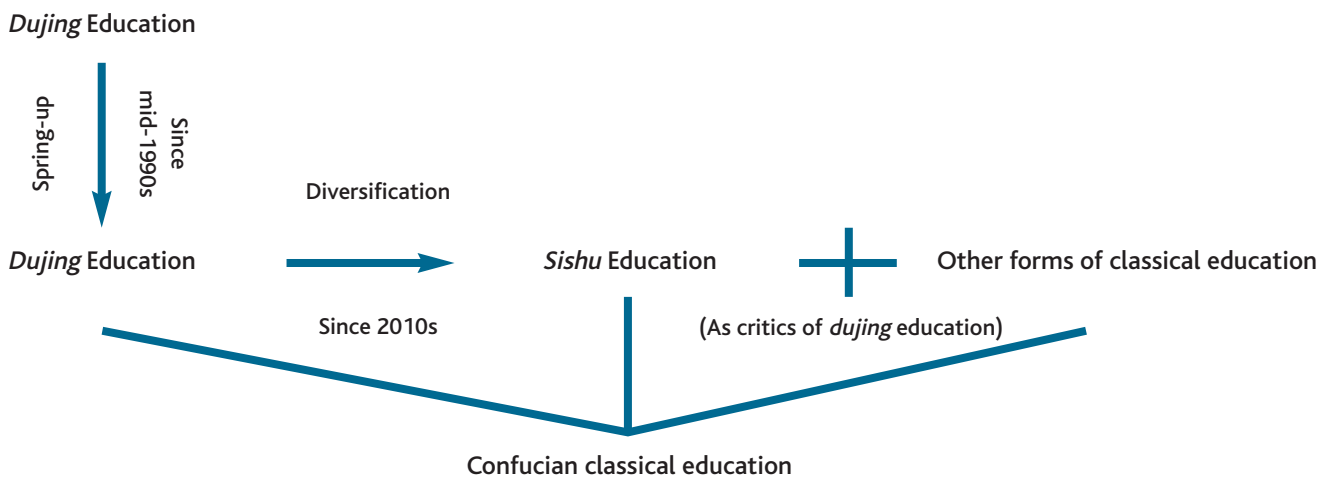 Dujing Education
Spring-up
Since
mid-1990s
Diversification
Dujing Education
Sishu Education
Other forms of classical education
Since 2010s
(As critics of dujing education)
Confucian classical education